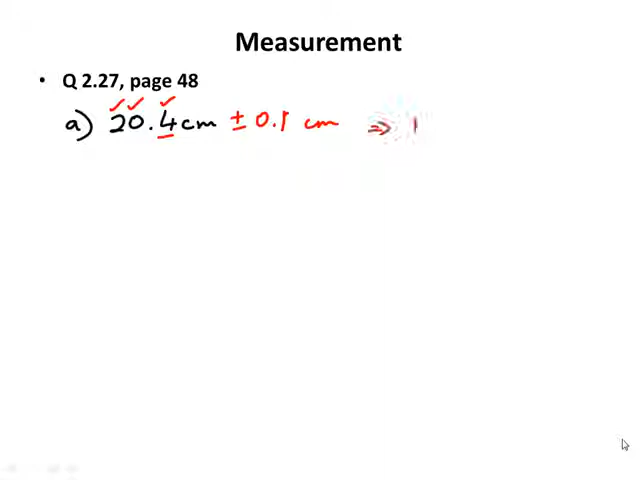 Measurement
• Q 2.27, page 48
a) 20.4cm ± 0.1 cm ⇒